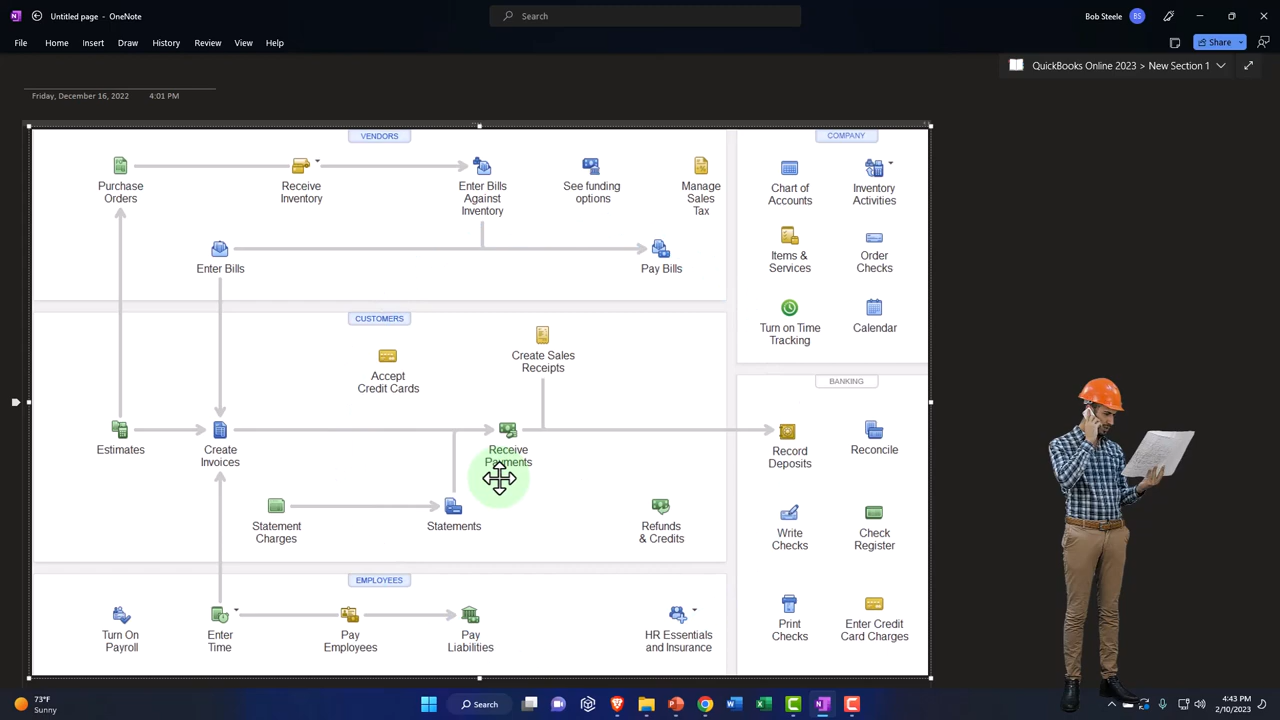 Untitled page - OneNote
Search
Bob Steele
BS
File
Home
Insert
Draw
History
Review
View
Help
Share
QuickBooks Online 2023 > New Section 1
Friday, December 16, 2022
4:01 PM
VENDORS
Purchase
Orders
Receive
Inventory
Enter Bills
Against
Inventory
See funding
options
Manage
Sales
Tax
Enter Bills
Pay Bills
COMPANY
Chart of
Accounts
Inventory
Activities
Items &
Services
Order
Checks
Turn on Time
Tracking
Calendar
CUSTOMERS
Create Sales
Receipts
Accept
Credit Cards
Estimates
Create
Invoices
Receive
Payments
Statement
Charges
Statements
Refunds
& Credits
BANKING
Record
Deposits
Reconcile
Write
Checks
Check
Register
Print
Checks
Enter Credit
Card Charges
EMPLOYEES
Turn On
Payroll
Enter
Time
Pay
Employees
Pay
Liabilities
HR Essentials
and Insurance
73°F
Sunny
Search
4:43 PM
2/10/2023